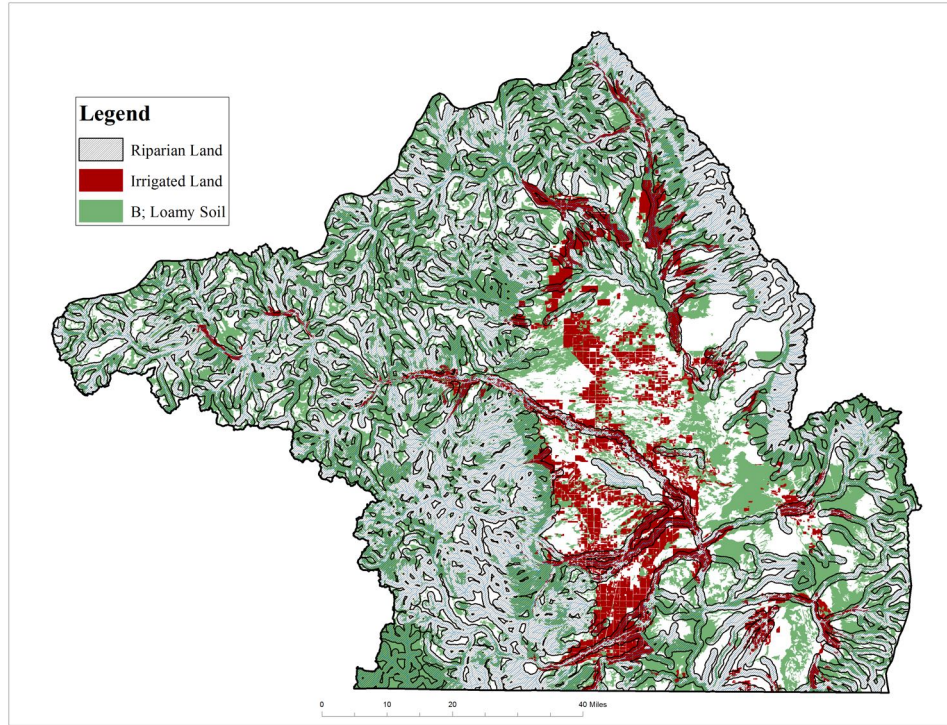 Legend
Riparian Land
Irrigated Land
B; Loamy Soil
0 10 20 40 Miles